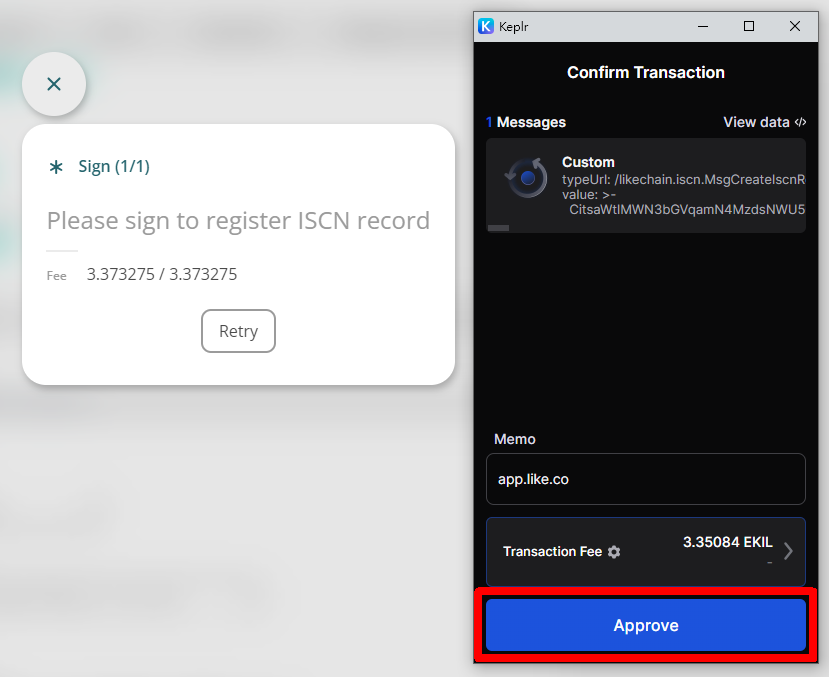 Sign (1/1)
Please sign to register ISCN record
Fee 3.373275 / 3.373275
Retry
Keplr
Confirm Transaction
1 Messages
View data </>
Custom
typeUrl: /likechain.iscn.MsgCreateIscnR
value: >-
CitsaWtlMWN3bGVqamN4MzdsNWU5
Memo
app.like.co
Transaction Fee
3.35084 EKIL
-
Approve